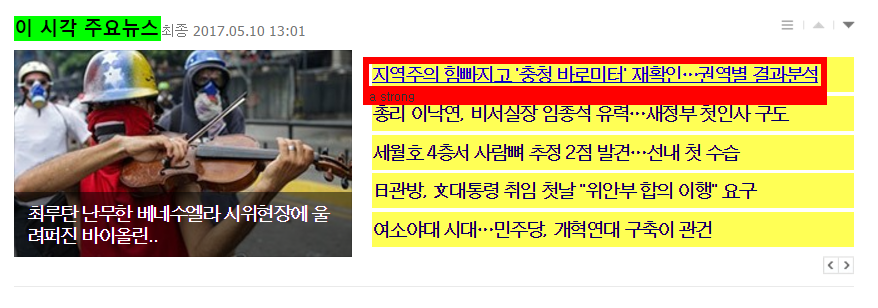 이 시각 주요뉴스 최종 2017.05.10 13:01
지역주의 힘빠지고 '충청 바로미터' 재확인…권역별 결과분석
총리 이낙연, 비서실장 임종석 유력…새정부 첫인사 구도
세월호 4층서 사람뼈 추정 2점 발견…선내 첫 수습
日관방, 文대통령 취임 첫날 "위안부 합의 이행" 요구
여소야대 시대…민주당, 개혁연대 구축이 관건
최루탄 난무한 베네수엘라 시위현장에 울
려퍼진 바이올린..